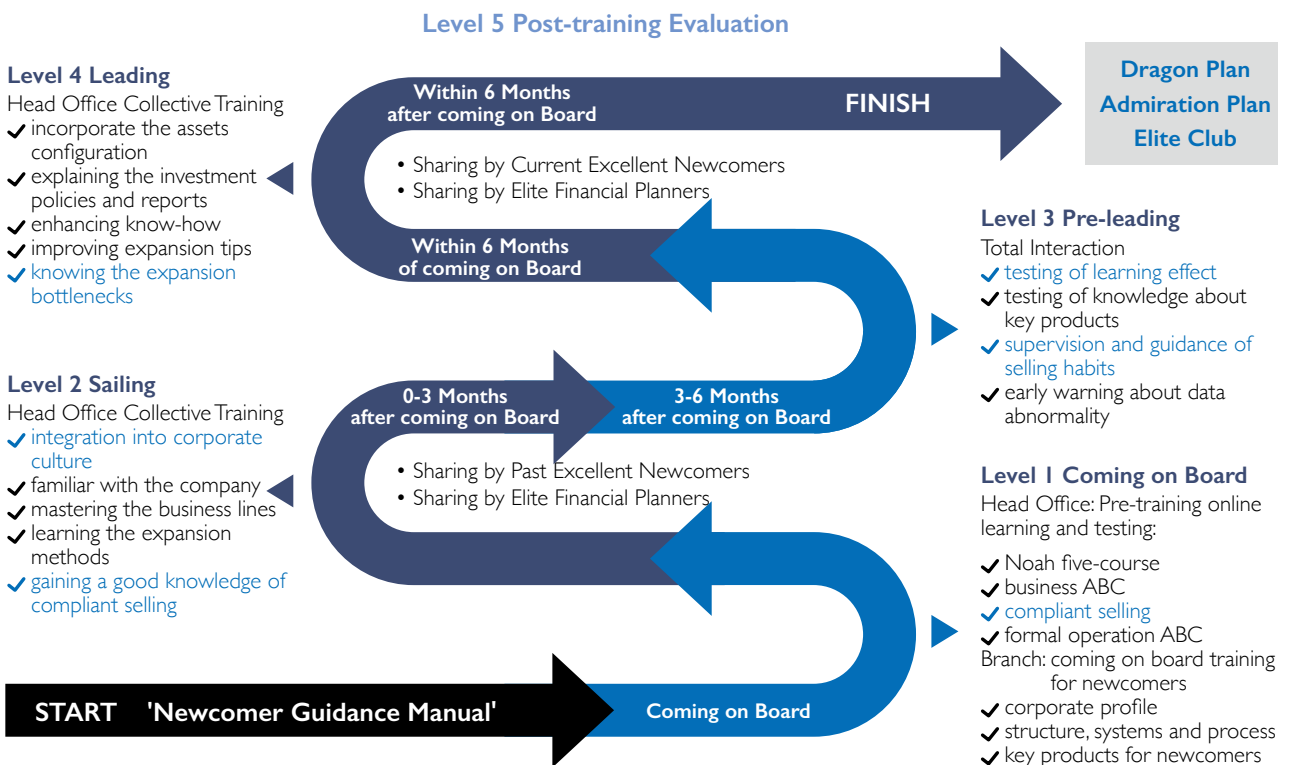 Level 5 Post-training Evaluation
Level 4 Leading
Head Office Collective Training
incorporate the assets
configuration
explaining the investment
policies and reports
enhancing know-how
improving expansion tips
knowing the expansion
bottlenecks
Within 6 Months
after coming on Board
FINISH
Dragon Plan
Admiration Plan
Elite Club
• Sharing by Current Excellent Newcomers
• Sharing by Elite Financial Planners
Within 6 Months
of coming on Board
Level 3 Pre-leading
Total Interaction
testing of learning effect
testing of knowledge about
key products
supervision and guidance of
selling habits
early warning about data
abnormality
Level 2 Sailing
Head Office Collective Training
integration into corporate
culture
familiar with the company
mastering the business lines
learning the expansion
methods
gaining a good knowledge of
compliant selling
0-3 Months
after coming on Board
3-6 Months
after coming on Board
• Sharing by Past Excellent Newcomers
• Sharing by Elite Financial Planners
Level 1 Coming on Board
Head Office: Pre-training online
learning and testing:
Noah five-course
business ABC
compliant selling
formal operation ABC
Branch: coming on board training
for newcomers
corporate profile
structure, systems and process
key products for newcomers
START 'Newcomer Guidance Manual'
Coming on Board